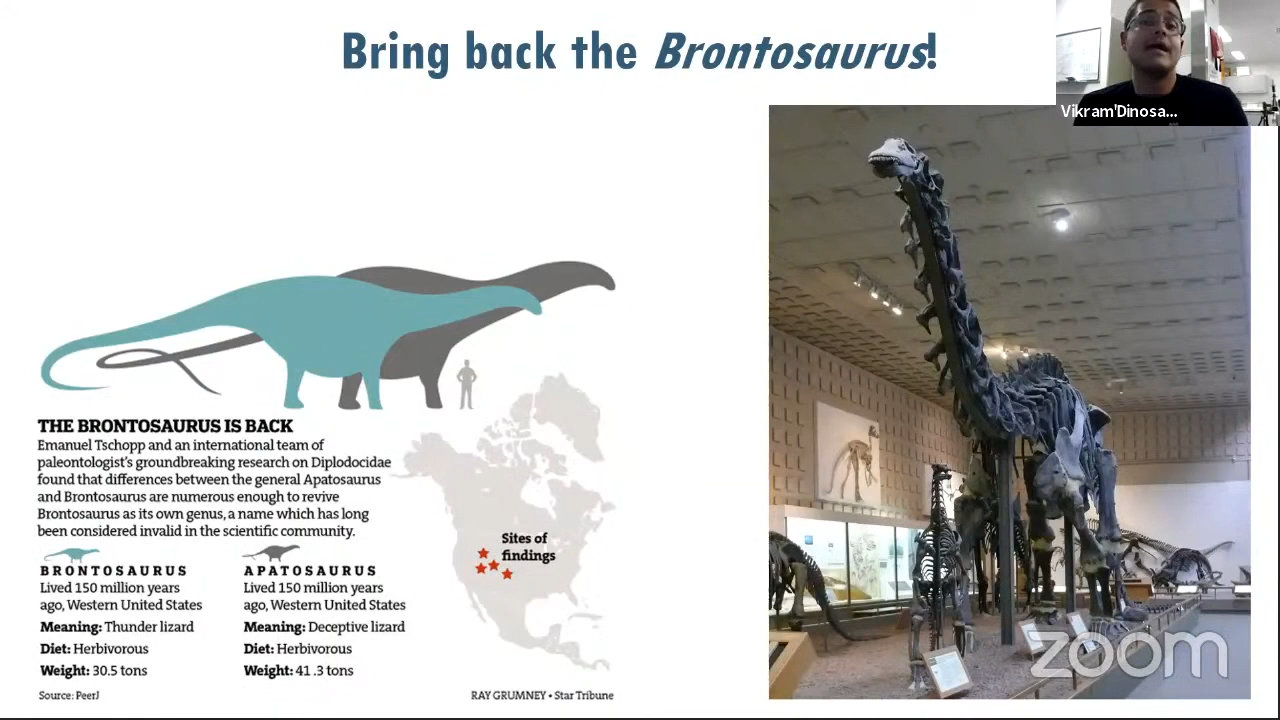 Bring back the Brontosaurus!
Vikram'Dinosa...
THE BRONTOSAURUS IS BACK
Emanuel Tschopp and an international team of
paleontologist's groundbreaking research on Diplodocidae
found that differences between the general Apatosaurus
and Brontosaurus are numerous enough to revive
Brontosaurus as its own genus, a name which has long
been considered invalid in the scientific community.
Sites of
findings
BRONTOSAURUS
Lived 150 million years
ago, Western United States
Meaning: Thunder lizard
Diet: Herbivorous
Weight: 30.5 tons
APATOSAURUS
Lived 150 million years
ago, Western United States
Meaning: Deceptive lizard
Diet: Herbivorous
Weight: 41.3 tons
Source: PeerJ
RAY GRUMNEY • Star Tribune
zoom